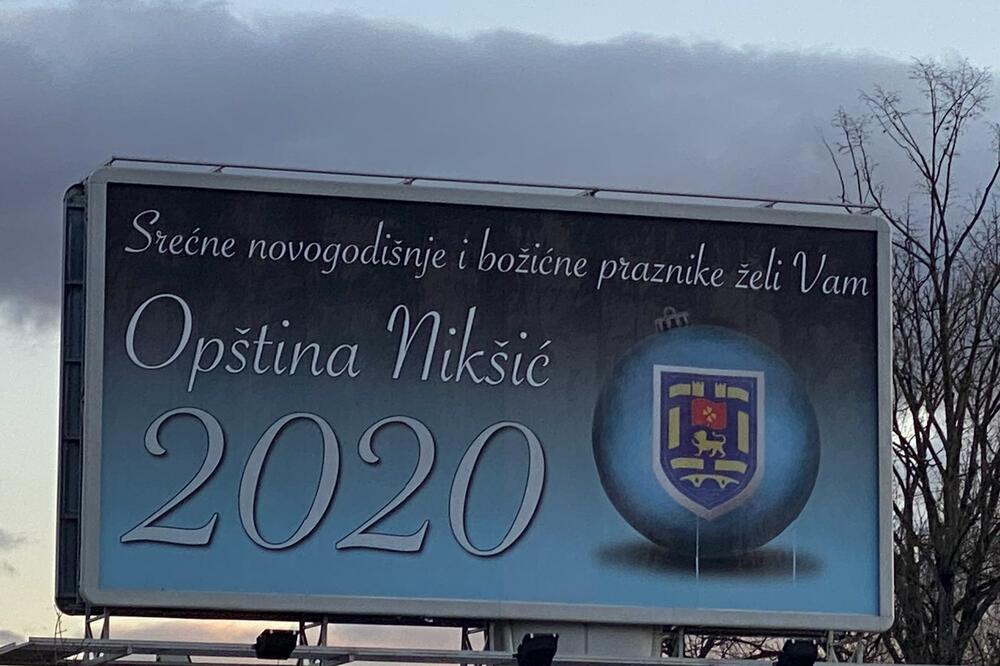 Srećne novogodišnje i božićne praznike želi Vam
Opština Nikšić
2020